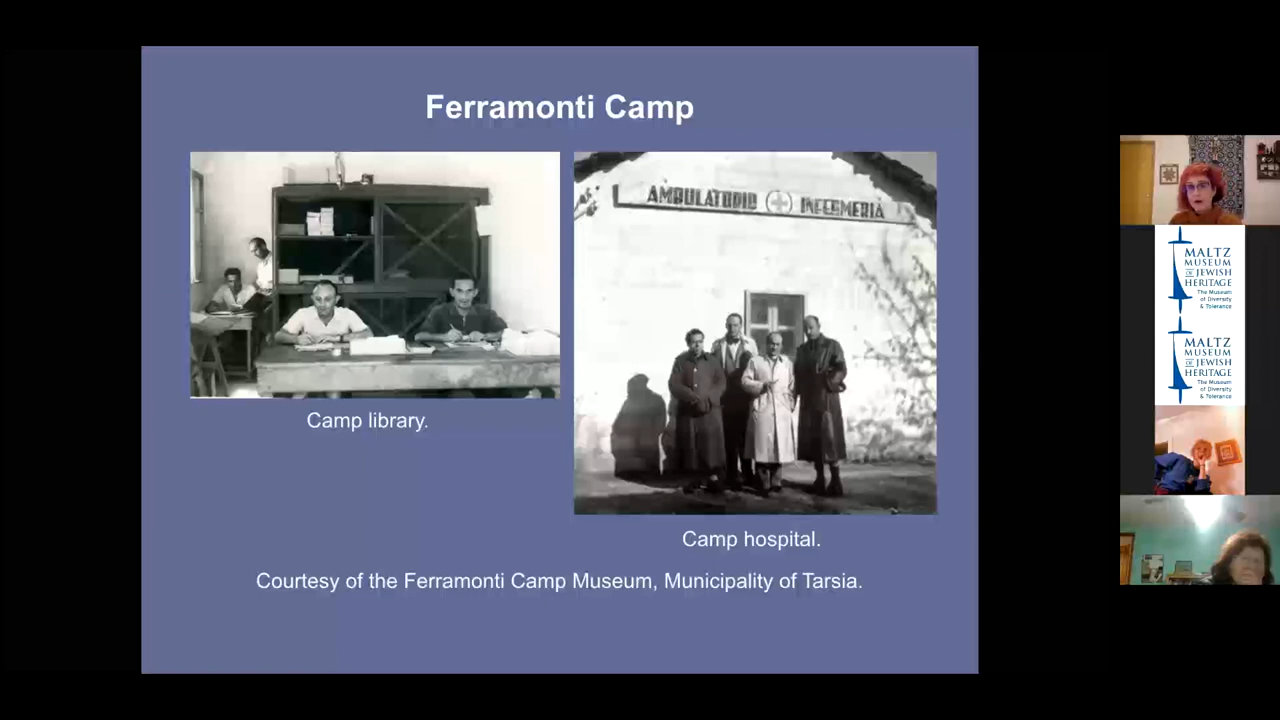 Ferramonti Camp
AMBULATORIO INFERMERIA
Camp library.
Camp hospital.
Courtesy of the Ferramonti Camp Museum, Municipality of Tarsia.
MALTZ
MUSEUM
OF JEWISH
HERITAGE
The Museum
of Diversity
& Tolerance
MALTZ
MUSEUM
OF JEWISH
HERITAGE
The Museum
of Diversity
& Tolerance